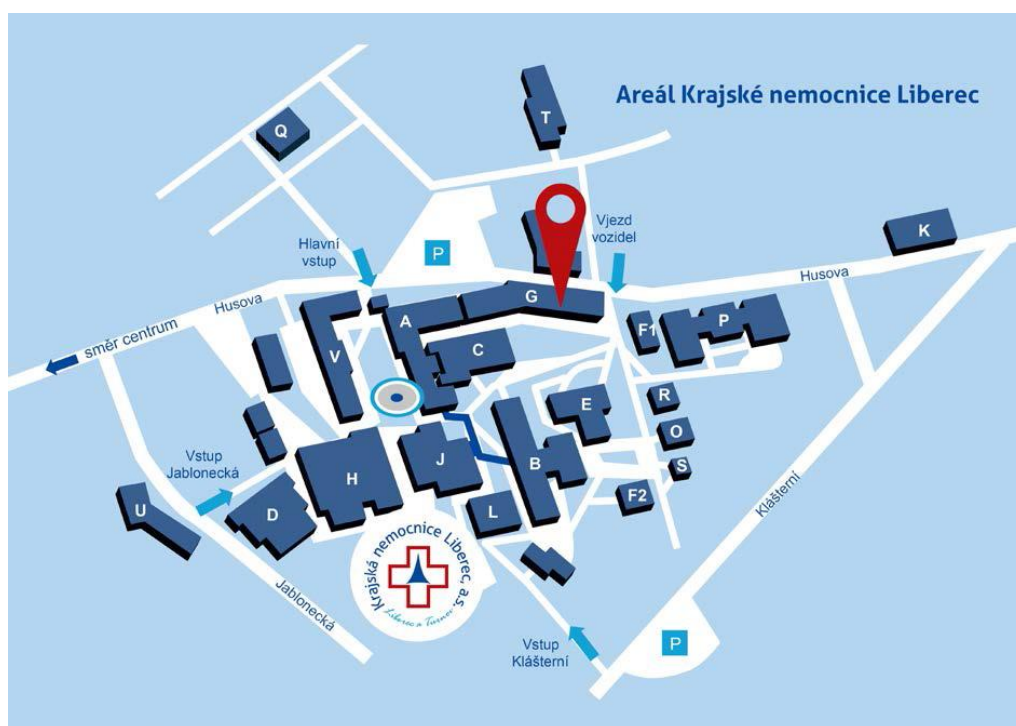 Areál Krajské nemocnice Liberec
T
Q
Vjezd
vozidel
K
Hlavní
vstup
P
Husova
Husova
G
směr centrum
A
F1
P
V
C
R
E
O
Vstup
Jablonecká
J
B
S
H
F2
U
D
L
Klášterní
Krajská nemocnice Liberec, a.s.
Liberec a Turnov
Jablonecká
Vstup
Klášterní
P